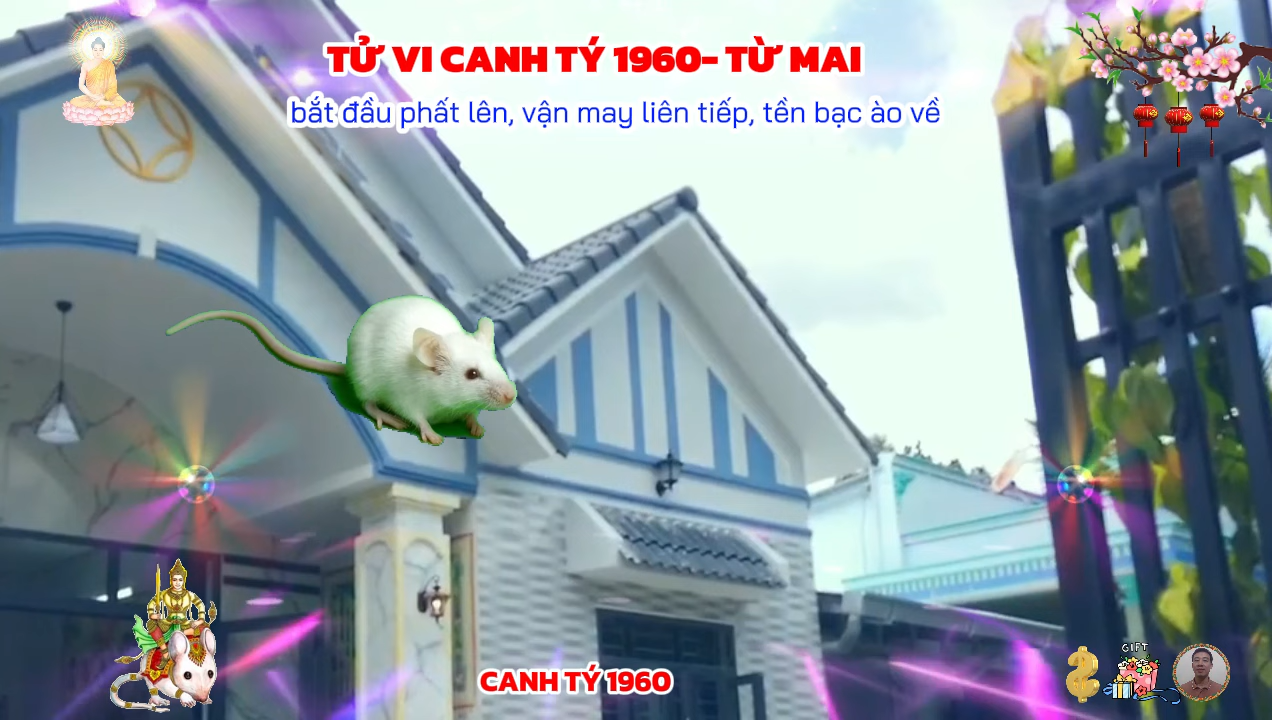 TỬ VI CANH TÝ 1960- TỪ MAI
bắt đầu phất lên, vận may liên tiếp, tền bạc ào về
GIFT
CANH TÝ 1960